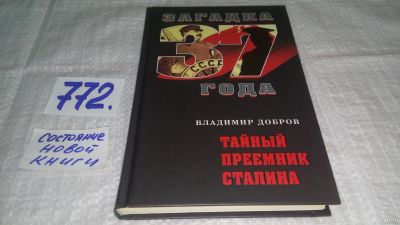 772.
СОСТОЯНИЕ
НОВОЙ
КНИГИ
ЗАГАДКА
37
СССР
ГОДА
ВЛАДИМИР ДОБРОВ
ТАЙНЫЙ
ПРЕЕМНИК
СТАЛИНА